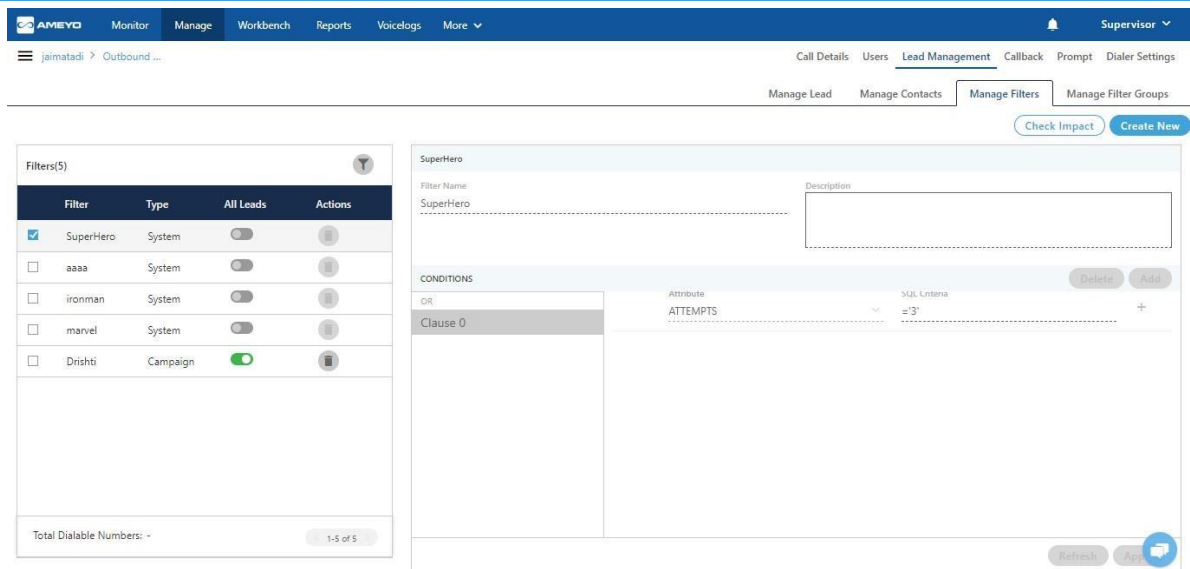 AMEYO Monitor Manage Workbench Reports Voicelogs More Supervisor
jaimatadi > Outbound ... Call Details Users Lead Management Callback Prompt Dialer Settings
Manage Lead Manage Contacts Manage Filters Manage Filter Groups
Check Impact Create New
Filters(5)
Filter Type All Leads Actions
SuperHero System
aaaa System
ironman System
marvel System
Drishti Campaign
Total Dialable Numbers: - 1-5 of 5
SuperHero
Filter Name Description
SuperHero
CONDITIONS Delete Add
OR Attribute SQL Criteria
Clause 0 ATTEMPTS ='3' +
Refresh